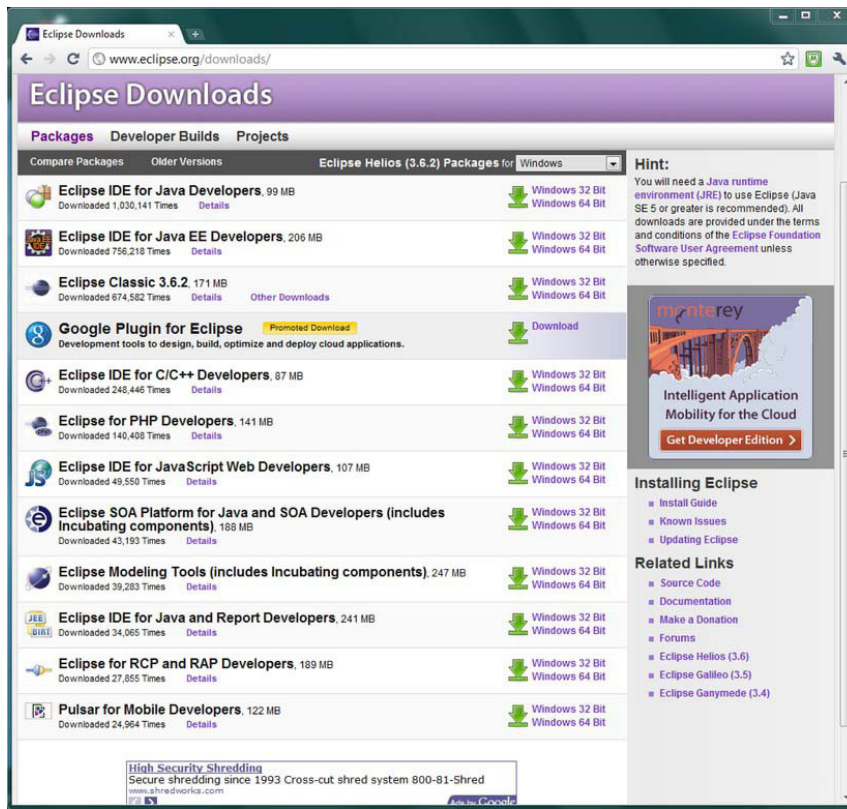 Eclipse Downloads
www.eclipse.org/downloads/
Eclipse Downloads
Packages Developer Builds Projects
Compare Packages Older Versions Eclipse Helios (3.6.2) Packages for Windows
Eclipse IDE for Java Developers, 99 MB
Downloaded 1,030,141 Times Details
Windows 32 Bit
Windows 64 Bit
Eclipse IDE for Java EE Developers, 206 MB
Downloaded 756,218 Times Details
Windows 32 Bit
Windows 64 Bit
Eclipse Classic 3.6.2, 171 MB
Downloaded 674,582 Times Details Other Downloads
Windows 32 Bit
Windows 64 Bit
Google Plugin for Eclipse Promoted Download
Development tools to design, build, optimize and deploy cloud applications.
Download
Eclipse IDE for C/C++ Developers, 87 MB
Downloaded 248,446 Times Details
Windows 32 Bit
Windows 64 Bit
Eclipse for PHP Developers, 141 MB
Downloaded 140,408 Times Details
Windows 32 Bit
Windows 64 Bit
Eclipse IDE for JavaScript Web Developers, 107 MB
Downloaded 49,550 Times Details
Windows 32 Bit
Windows 64 Bit
Eclipse SOA Platform for Java and SOA Developers (includes
Incubating components), 188 MB
Downloaded 43,193 Times Details
Windows 32 Bit
Windows 64 Bit
Eclipse Modeling Tools (includes Incubating components), 247 MB
Downloaded 39,283 Times Details
Windows 32 Bit
Windows 64 Bit
JEE
BIRT
Eclipse IDE for Java and Report Developers, 241 MB
Downloaded 34,065 Times Details
Windows 32 Bit
Windows 64 Bit
Eclipse for RCP and RAP Developers, 189 MB
Downloaded 27,855 Times Details
Windows 32 Bit
Windows 64 Bit
Pulsar for Mobile Developers, 122 MB
Downloaded 24,964 Times Details
Windows 32 Bit
Windows 64 Bit
High Security Shredding
Secure shredding since 1993 Cross-cut shred system 800-81-Shred
www.shredworks.com
Ads by Google
Hint:
You will need a Java runtime
environment (JRE) to use Eclipse (Java
SE 5 or greater is recommended). All
downloads are provided under the terms
and conditions of the Eclipse Foundation
Software User Agreement unless
otherwise specified.
monterey
Intelligent Application
Mobility for the Cloud
Get Developer Edition
Installing Eclipse
Install Guide
Known Issues
Updating Eclipse
Related Links
Source Code
Documentation
Make a Donation
Forums
Eclipse Helios (3.6)
Eclipse Galileo (3.5)
Eclipse Ganymede (3.4)